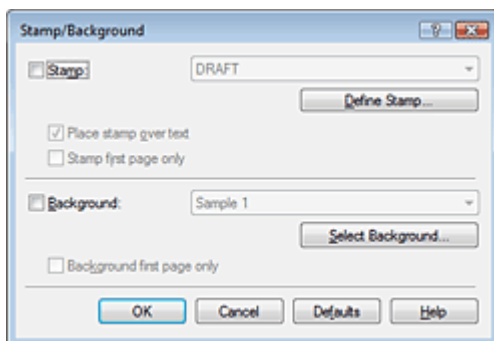 Stamp/Background
Stamp: DRAFT
Define Stamp...
Place stamp over text
Stamp first page only
Background: Sample 1
Select Background...
Background first page only
OK Cancel Defaults Help